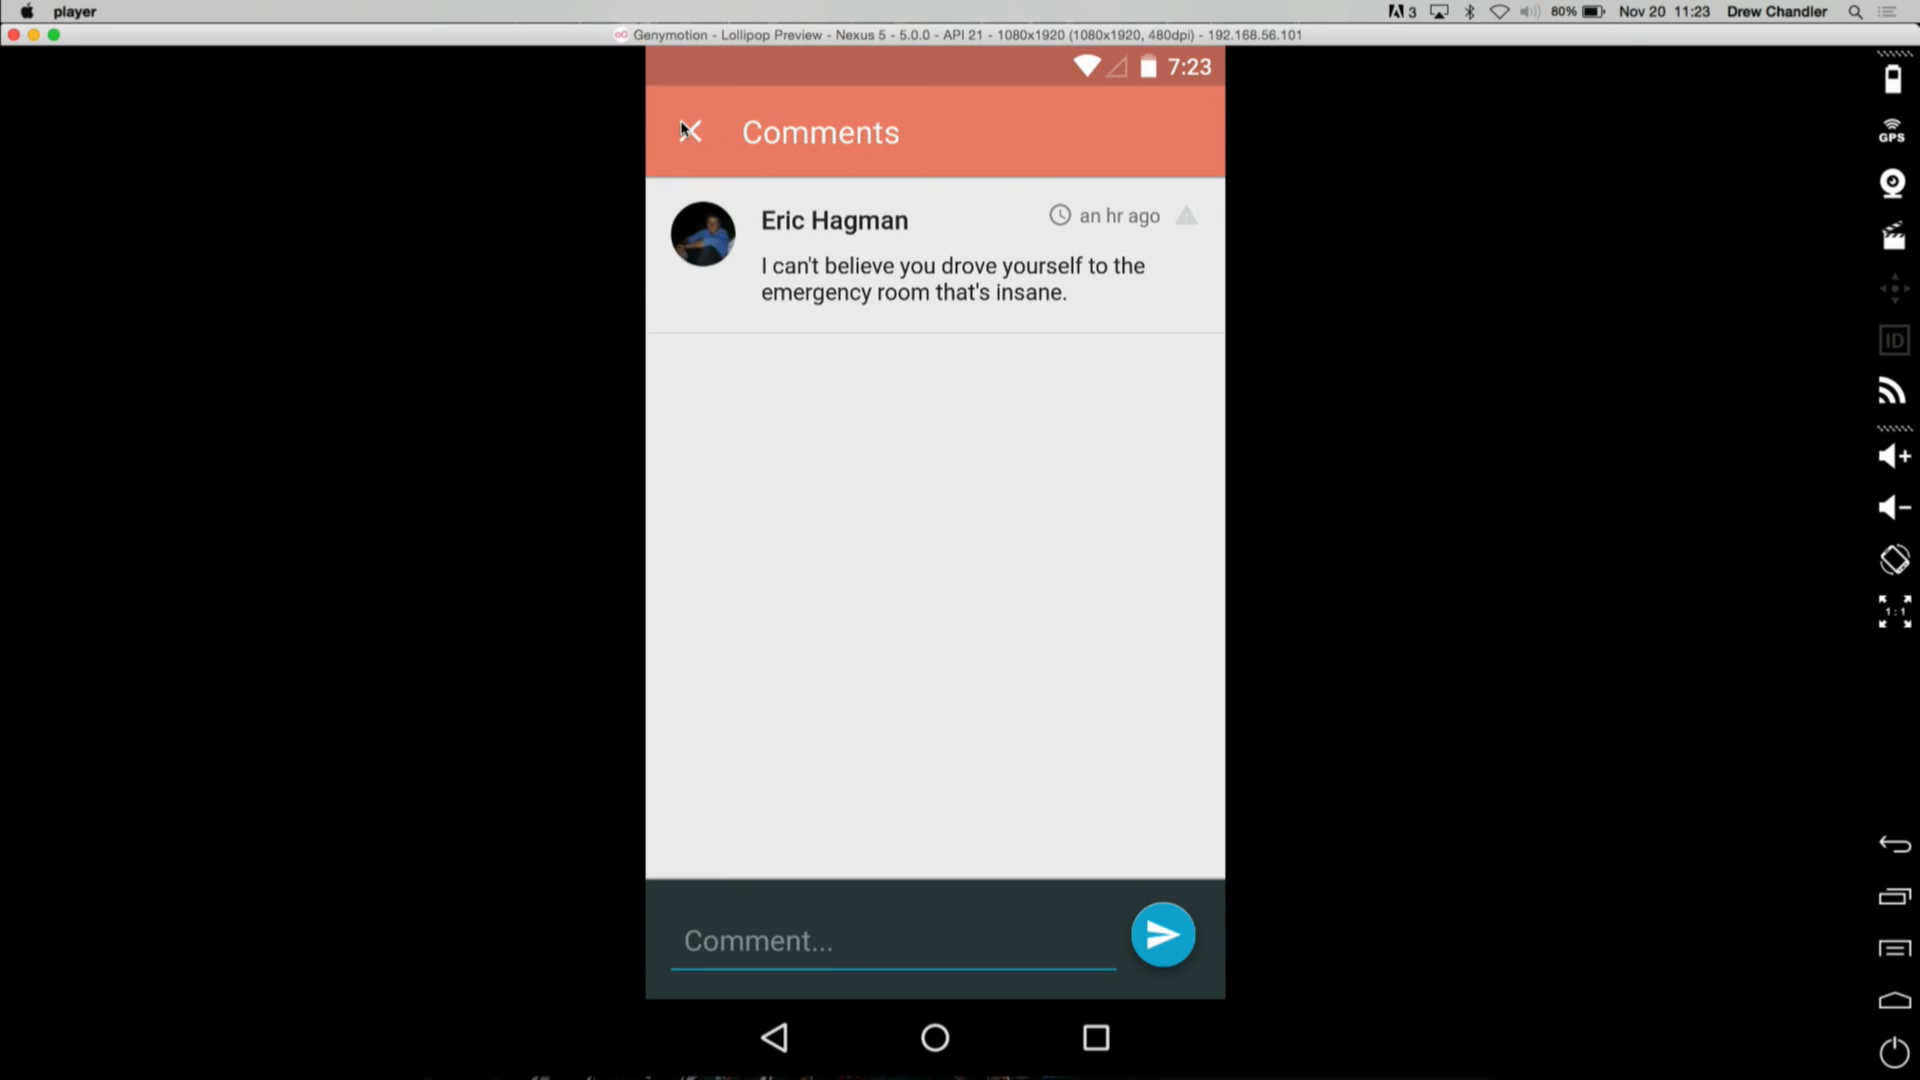 player
3
80%
Nov 20 11:23
Drew Chandler
Genymotion - Lollipop Preview - Nexus 5 - 5.0.0 - API 21 - 1080x1920 (1080x1920, 480dpi) - 192.168.56.101
7:23
Comments
Eric Hagman
an hr ago
I can't believe you drove yourself to the
emergency room that's insane.
Comment...
GPS
ID
1:1